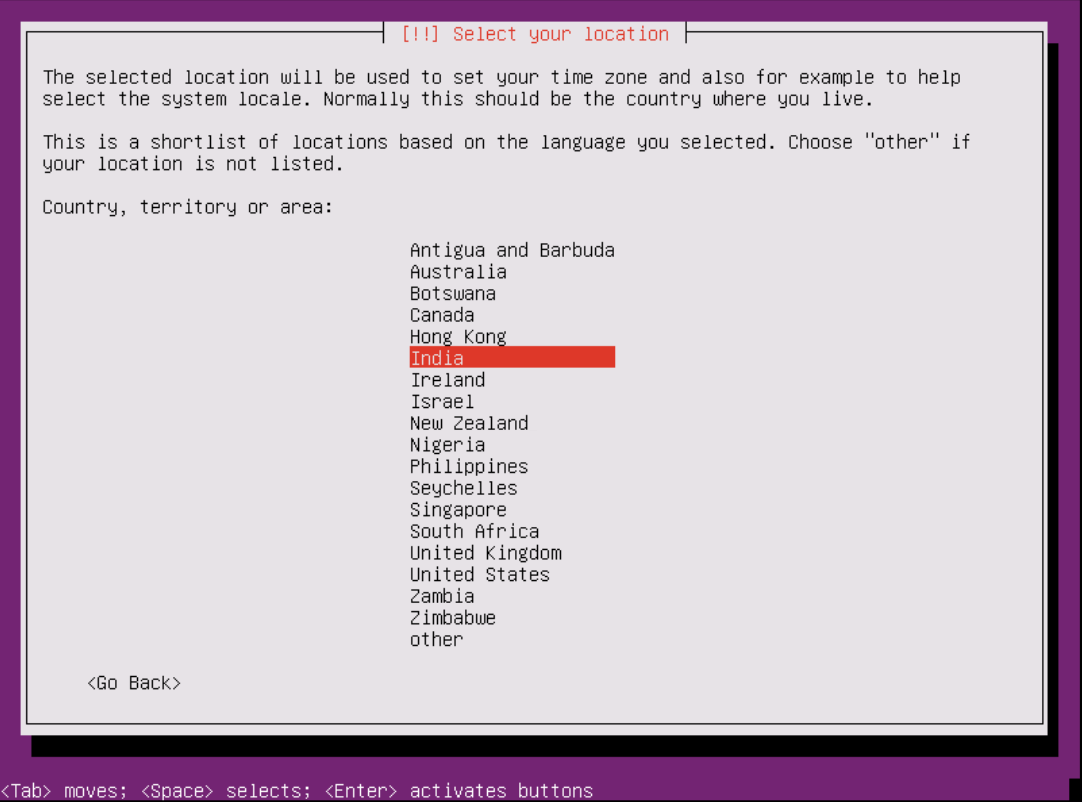 [!!] Select your location
The selected location will be used to set your time zone and also for example to help
select the system locale. Normally this should be the country where you live.
This is a shortlist of locations based on the language you selected. Choose "other" if
your location is not listed.
Country, territory or area:
Antigua and Barbuda
Australia
Botswana
Canada
Hong Kong
India
Ireland
Israel
New Zealand
Nigeria
Philippines
Seychelles
Singapore
South Africa
United Kingdom
United States
Zambia
Zimbabwe
other
<Go Back>
<Tab> moves; <Space> selects; <Enter> activates buttons